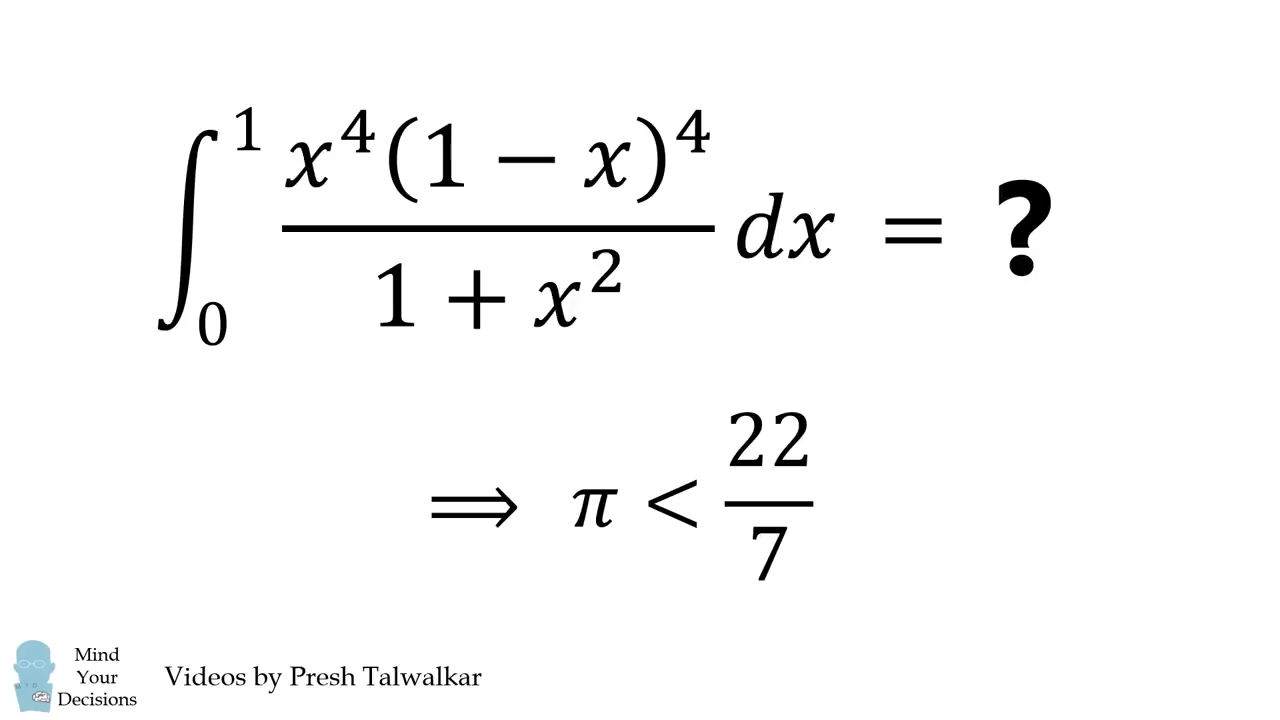 ∫₀¹ x⁴(1 − x)⁴ / (1 + x²) dx = ?
⟹ π < 22/7
Mind
Your
Decisions
Videos by Presh Talwalkar